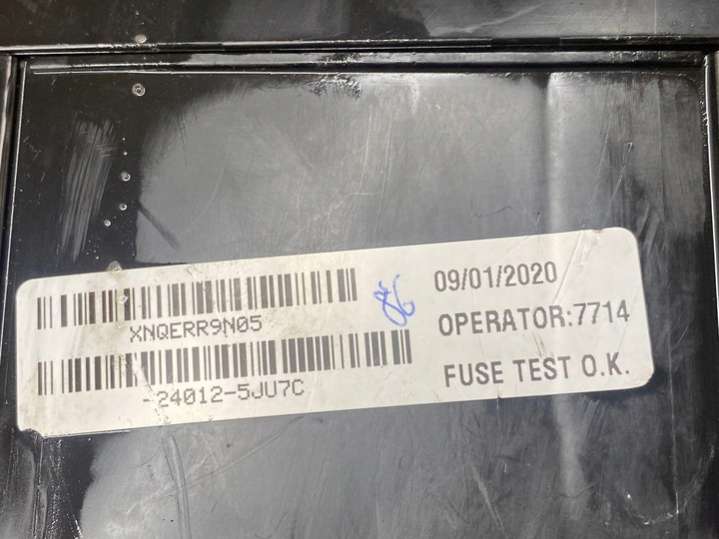 XNQERR9N05
-24012-5JU7C
09/01/2020
OPERATOR:7714
FUSE TEST O.K.